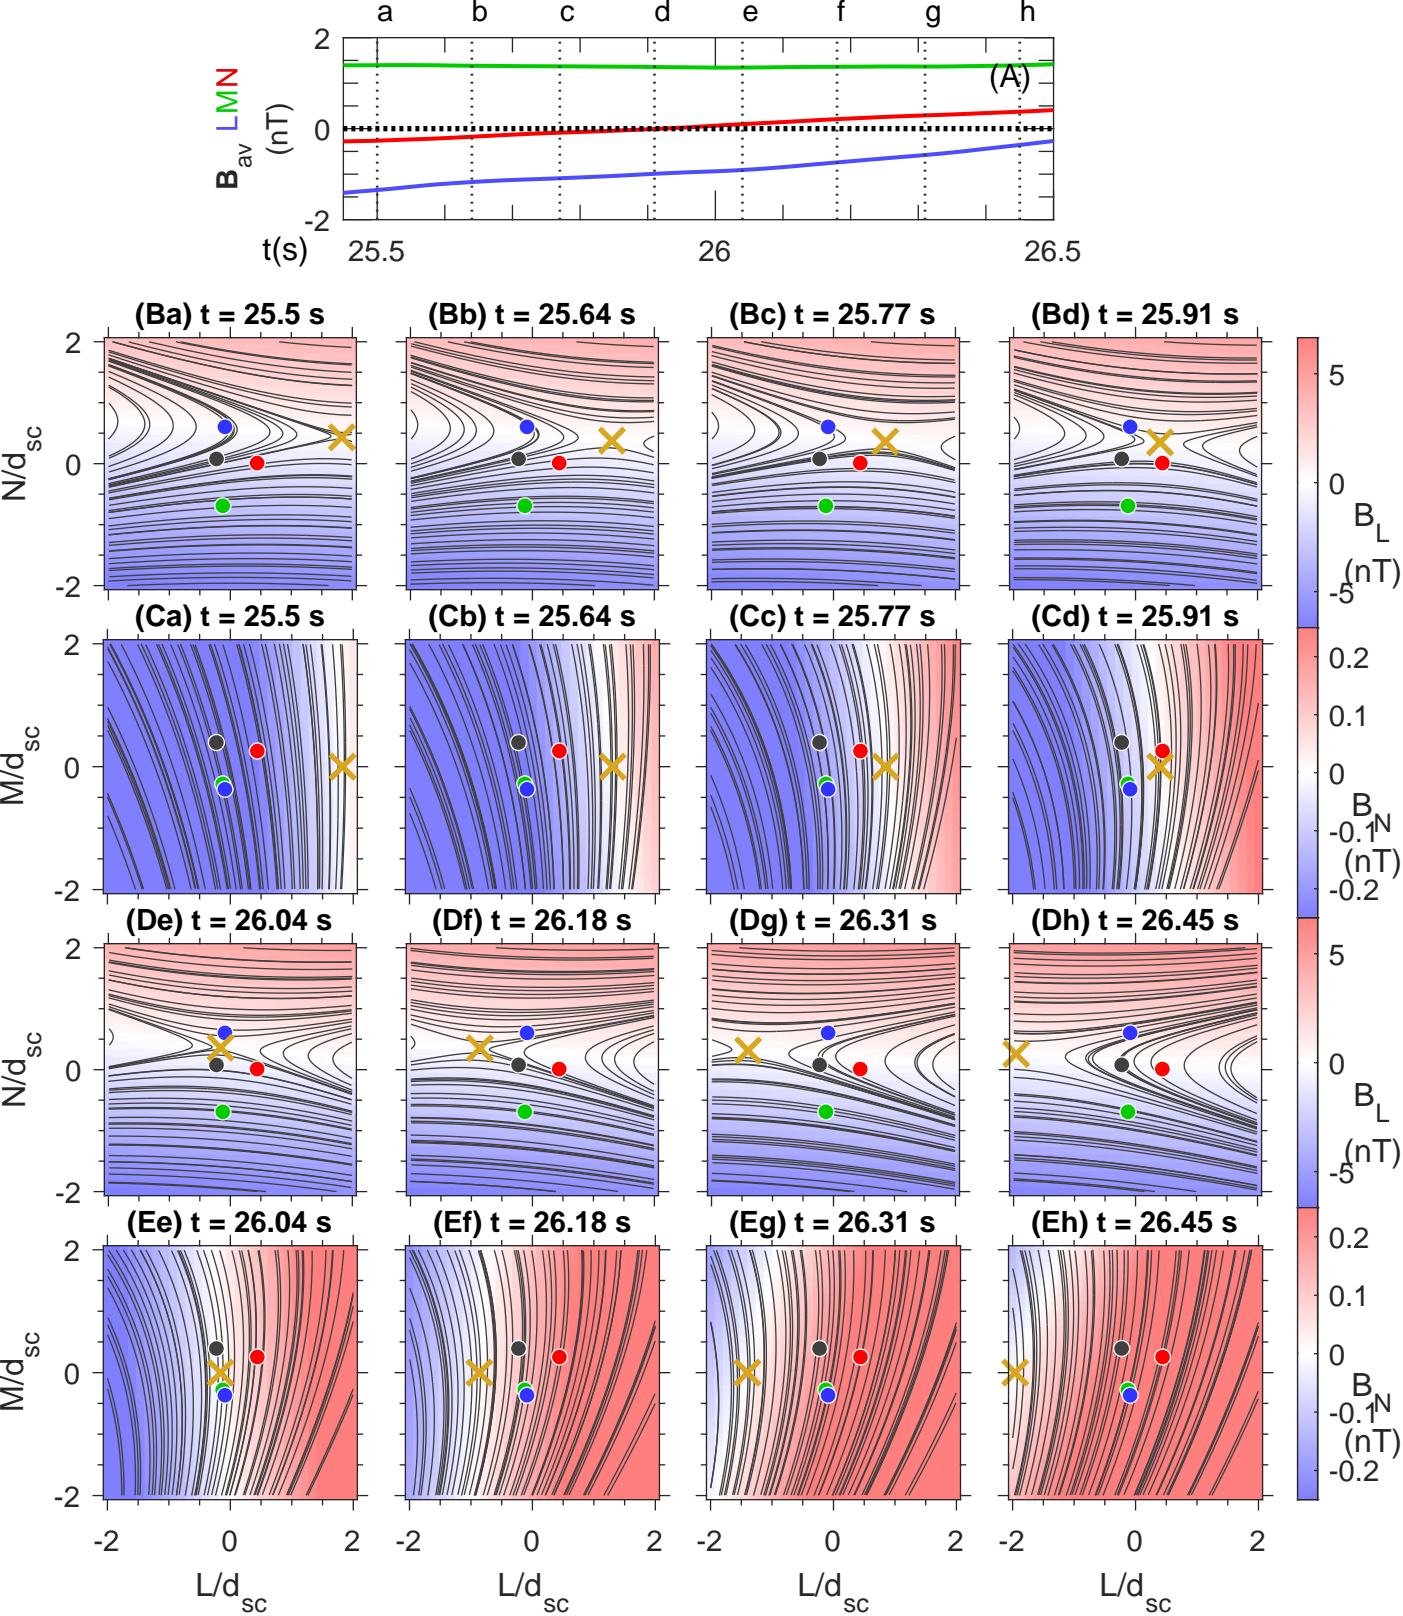 a b c d e f g h
2
(A)
0
-2
B_av LMN
(nT)
t(s) 25.5 26 26.5
(Ba) t = 25.5 s (Bb) t = 25.64 s (Bc) t = 25.77 s (Bd) t = 25.91 s
2
0
-2
N/d_sc
5
0
-5
B_L
(nT)
(Ca) t = 25.5 s (Cb) t = 25.64 s (Cc) t = 25.77 s (Cd) t = 25.91 s
2
0
-2
M/d_sc
0.2
0.1
0
-0.1
-0.2
B_N
(nT)
(De) t = 26.04 s (Df) t = 26.18 s (Dg) t = 26.31 s (Dh) t = 26.45 s
2
0
-2
N/d_sc
5
0
-5
B_L
(nT)
(Ee) t = 26.04 s (Ef) t = 26.18 s (Eg) t = 26.31 s (Eh) t = 26.45 s
2
0
-2
M/d_sc
0.2
0.1
0
-0.1
-0.2
B_N
(nT)
-2 0 2 -2 0 2 -2 0 2 -2 0 2
L/d_sc L/d_sc L/d_sc L/d_sc